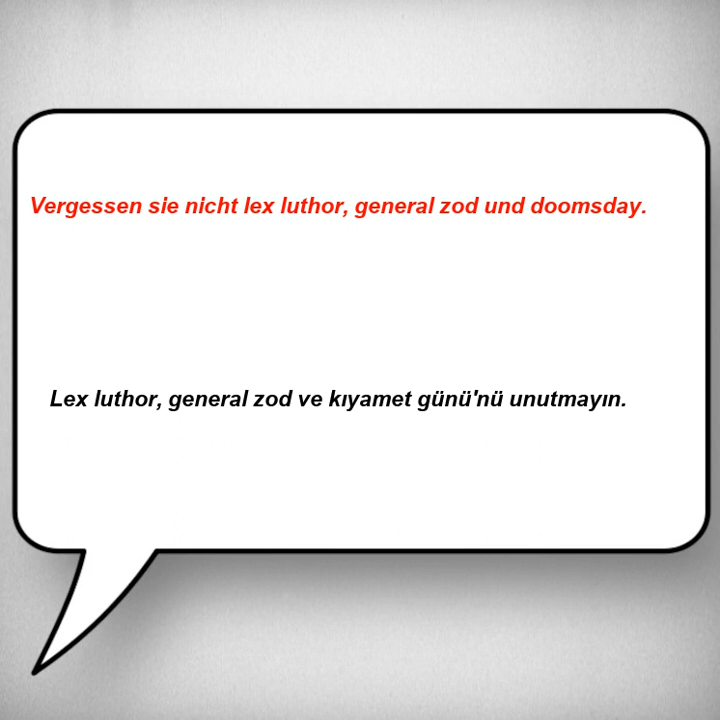 Vergessen sie nicht lex luthor, general zod und doomsday.
Lex luthor, general zod ve kıyamet günü'nü unutmayın.